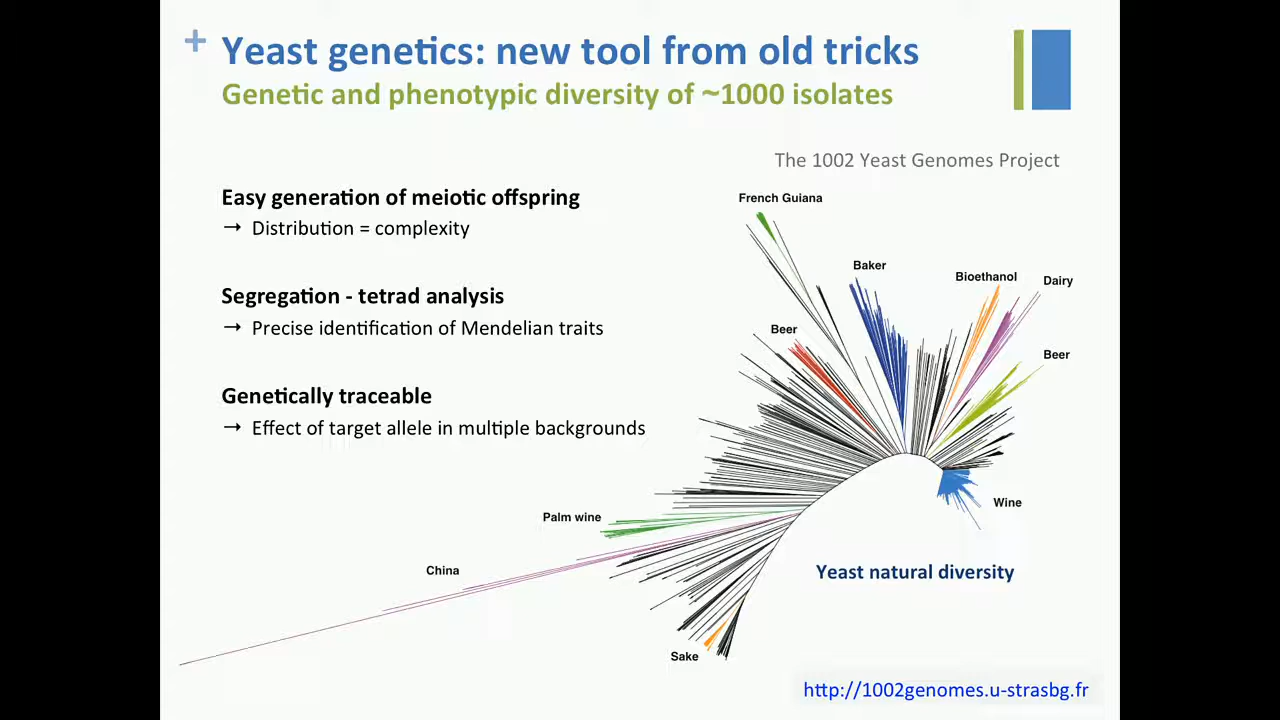 +
Yeast genetics: new tool from old tricks
Genetic and phenotypic diversity of ~1000 isolates
The 1002 Yeast Genomes Project
Easy generation of meiotic offspring
→ Distribution = complexity
Segregation - tetrad analysis
→ Precise identification of Mendelian traits
Genetically traceable
→ Effect of target allele in multiple backgrounds
French Guiana
Baker
Bioethanol
Dairy
Beer
Beer
Wine
Palm wine
China
Yeast natural diversity
Sake
http://1002genomes.u-strasbg.fr